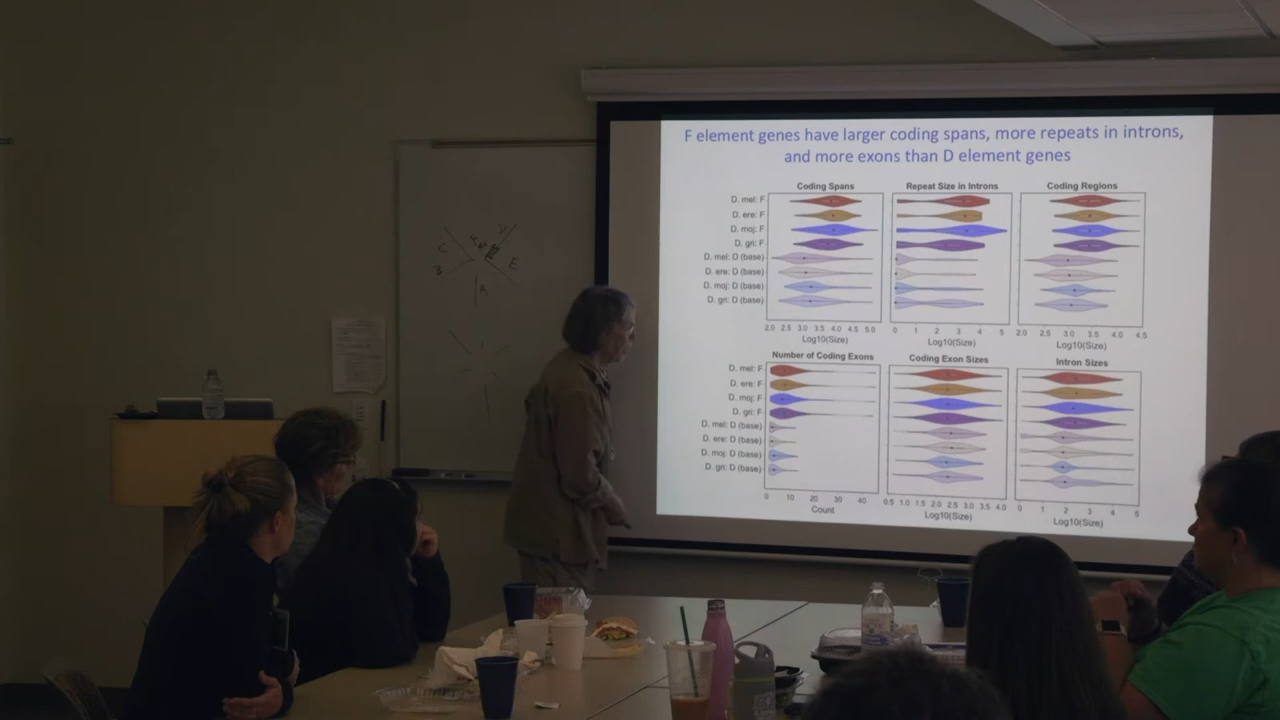 F element genes have larger coding spans, more repeats in introns,
and more exons than D element genes
Coding Spans
Repeat Size in Introns
Coding Regions
D. mel: F
D. ere: F
D. moj: F
D. gri: F
D. mel: D (base)
D. ere: D (base)
D. moj: D (base)
D. gri: D (base)
2.0 2.5 3.0 3.5 4.0 4.5 5.0
0 1 2 3 4 5
2.0 2.5 3.0 3.5 4.0 4.5
Log10(Size)
Log10(Size)
Log10(Size)
Number of Coding Exons
Coding Exon Sizes
Intron Sizes
D. mel: F
D. ere: F
D. moj: F
D. gri: F
D. mel: D (base)
D. ere: D (base)
D. moj: D (base)
D. gri: D (base)
0 10 20 30 40
0.5 1.0 1.5 2.0 2.5 3.0 3.5 4.0
0 1 2 3 4 5
Count
Log10(Size)
Log10(Size)
C
B
A
E